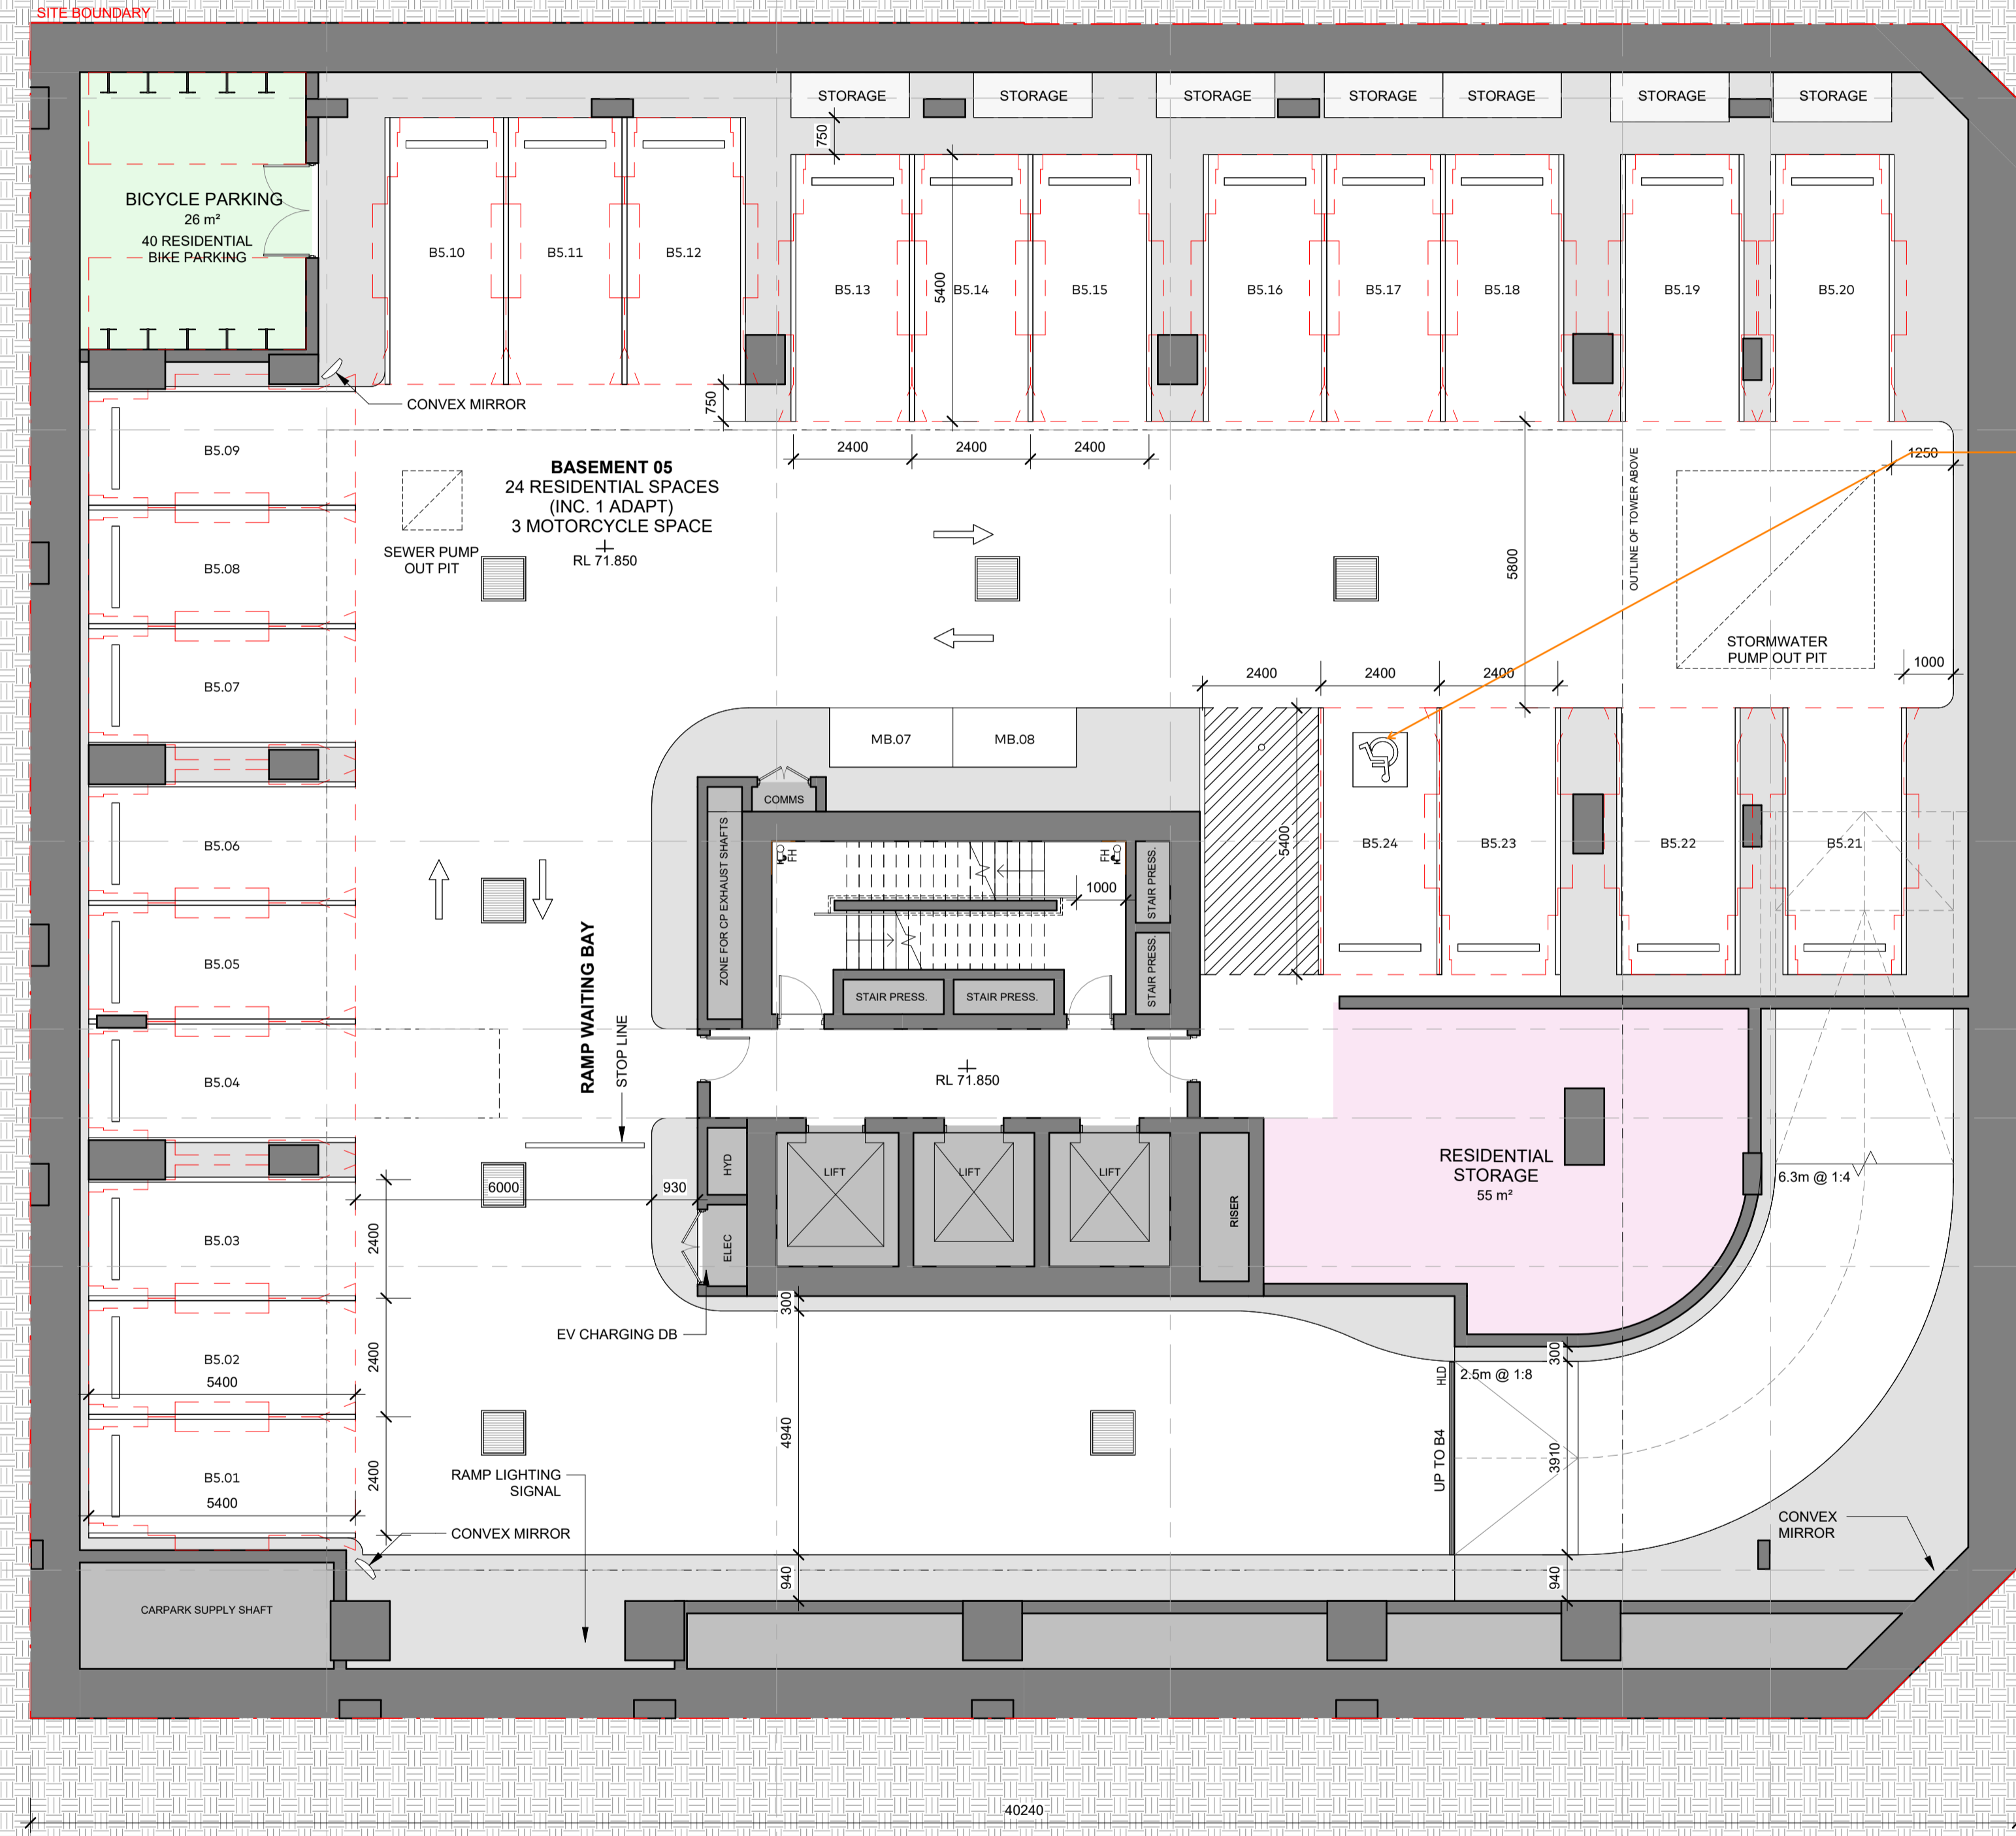 SITE BOUNDARY
STORAGE
STORAGE
STORAGE
STORAGE
STORAGE
STORAGE
STORAGE
750
BICYCLE PARKING
26 m²
40 RESIDENTIAL
BIKE PARKING
B5.10
B5.11
B5.12
B5.13
5400
B5.14
B5.15
B5.16
B5.17
B5.18
B5.19
B5.20
CONVEX MIRROR
750
B5.09
2400
2400
2400
1250
BASEMENT 05
24 RESIDENTIAL SPACES
(INC. 1 ADAPT)
3 MOTORCYCLE SPACE
RL 71.850
SEWER PUMP
OUT PIT
OUTLINE OF TOWER ABOVE
5800
B5.08
STORMWATER
PUMP OUT PIT
1000
2400
2400
2400
B5.07
MB.07
MB.08
COMMS
ZONE FOR CP EXHAUST SHAFTS
FH
FH
1000
STAIR PRESS.
STAIR PRESS.
STAIR PRESS.
STAIR PRESS.
5400
B5.24
B5.23
B5.22
B5.21
B5.06
B5.05
B5.04
RAMP WAITING BAY
STOP LINE
RL 71.850
RESIDENTIAL
STORAGE
55 m²
6.3m @ 1:4
HYD
LIFT
LIFT
LIFT
RISER
6000
930
ELEC
B5.03
2400
EV CHARGING DB
300
300
B5.02
5400
2400
HLD
2.5m @ 1:8
4940
UP TO B4
3910
B5.01
5400
2400
RAMP LIGHTING
SIGNAL
CONVEX MIRROR
CONVEX
MIRROR
940
940
CARPARK SUPPLY SHAFT
40240